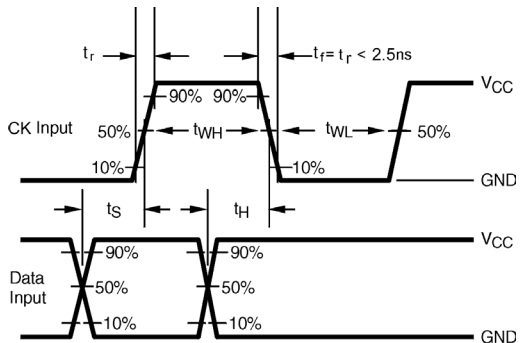 tr
tf= tr < 2.5ns
VCC
90% 90%
CK Input
50%
tWH
tWL
50%
10%
10%
GND
tS
tH
VCC
90%
90%
Data
Input
50%
50%
10%
10%
GND